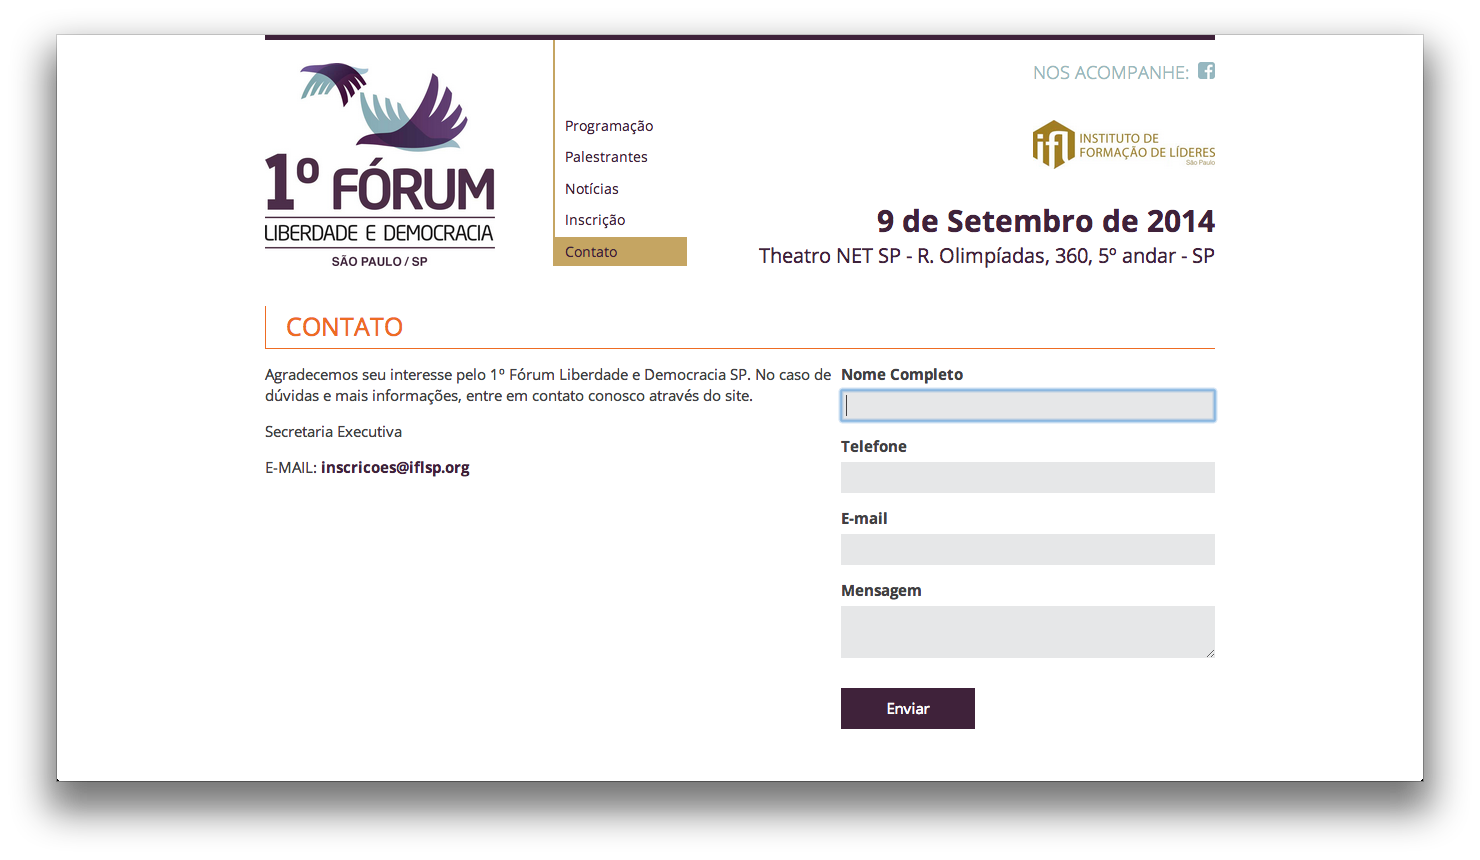 1º FÓRUM
LIBERDADE E DEMOCRACIA
SÃO PAULO / SP
Programação
Palestrantes
Notícias
Inscrição
Contato
NOS ACOMPANHE:
ifl INSTITUTO DE
FORMAÇÃO DE LÍDERES
São Paulo
9 de Setembro de 2014
Theatro NET SP - R. Olimpíadas, 360, 5º andar - SP
CONTATO
Agradecemos seu interesse pelo 1º Fórum Liberdade e Democracia SP. No caso de
dúvidas e mais informações, entre em contato conosco através do site.
Secretaria Executiva
E-MAIL: inscricoes@iflsp.org
Nome Completo
Telefone
E-mail
Mensagem
Enviar